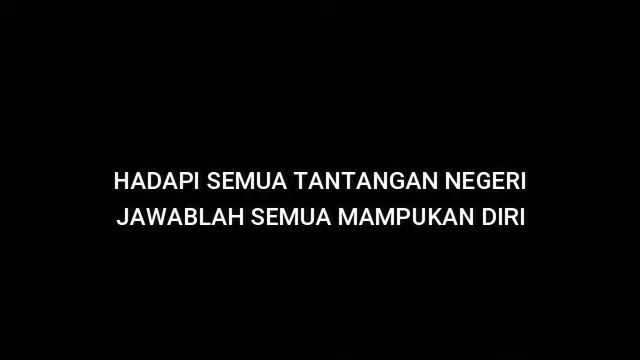 HADAPI SEMUA TANTANGAN NEGERI
JAWABLAH SEMUA MAMPUKAN DIRI